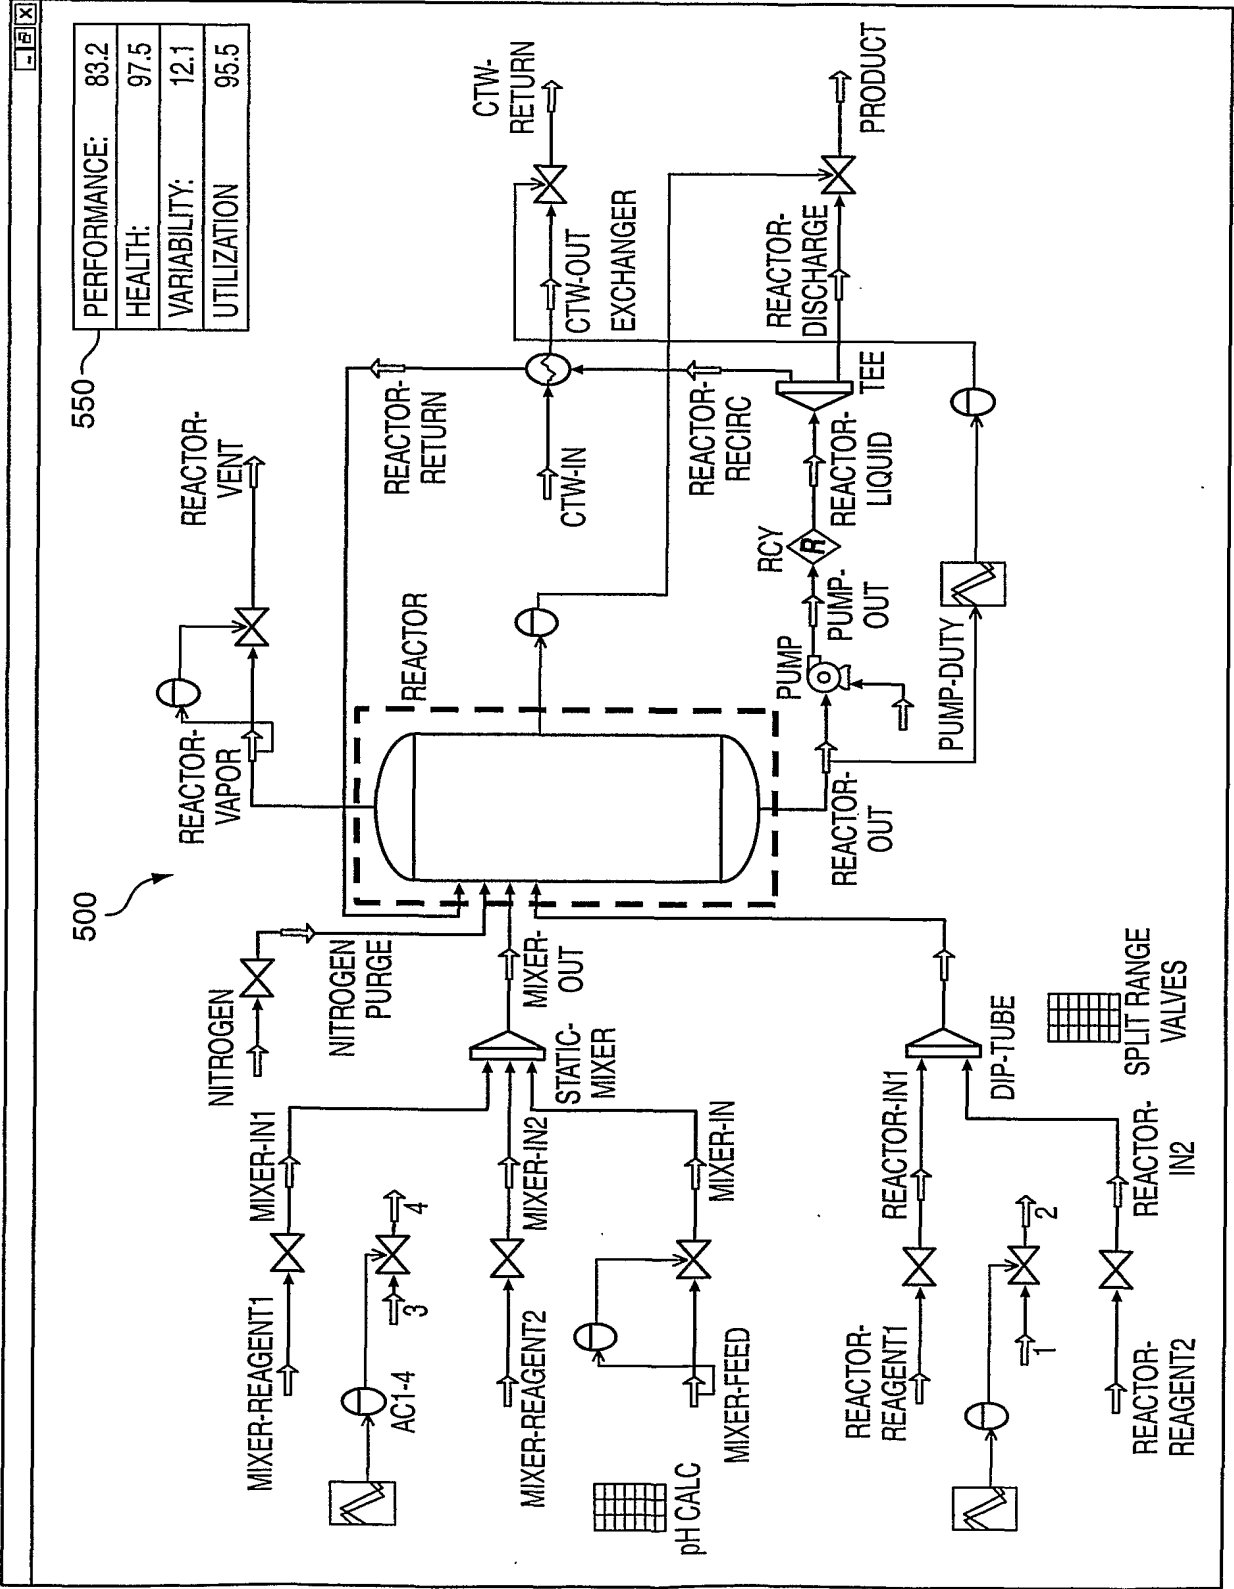 500
550
PERFORMANCE: 83.2
HEALTH: 97.5
VARIABILITY: 12.1
UTILIZATION 95.5
NITROGEN
NITROGEN
PURGE
REACTOR-
VAPOR
REACTOR-
VENT
MIXER-REAGENT1
MIXER-IN1
AC1-4
3
4
MIXER-REAGENT2
MIXER-IN2
STATIC-
MIXER
MIXER-
OUT
REACTOR
REACTOR-
RETURN
CTW-IN
CTW-OUT
EXCHANGER
CTW-
RETURN
pH CALC
MIXER-FEED
MIXER-IN
REACTOR-
RECIRC
RCY
R
PUMP
PUMP-
OUT
REACTOR-
OUT
REACTOR-
LIQUID
TEE
REACTOR-
DISCHARGE
PRODUCT
PUMP-DUTY
REACTOR-
REAGENT1
REACTOR-IN1
DIP-TUBE
1
2
REACTOR-
REAGENT2
REACTOR-
IN2
SPLIT RANGE
VALVES